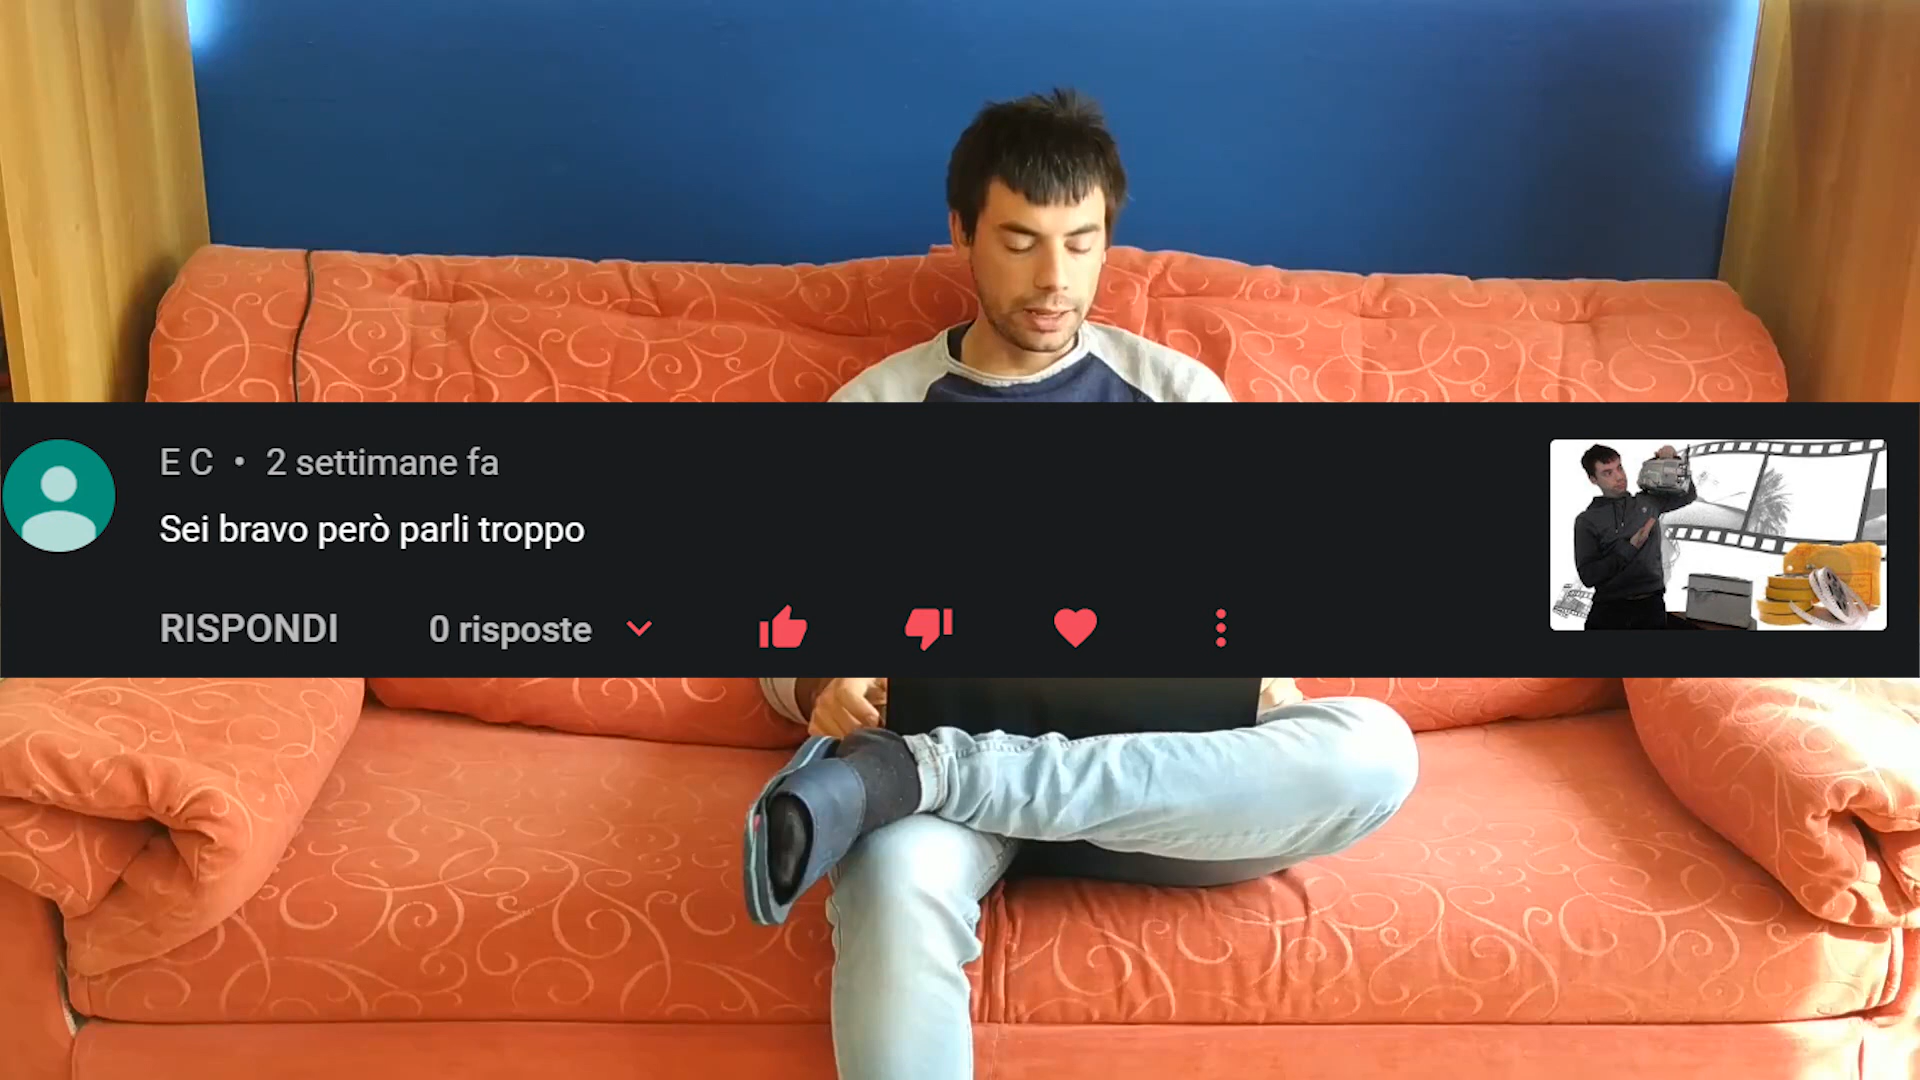 E C • 2 settimane fa
Sei bravo però parli troppo
RISPONDI 0 risposte